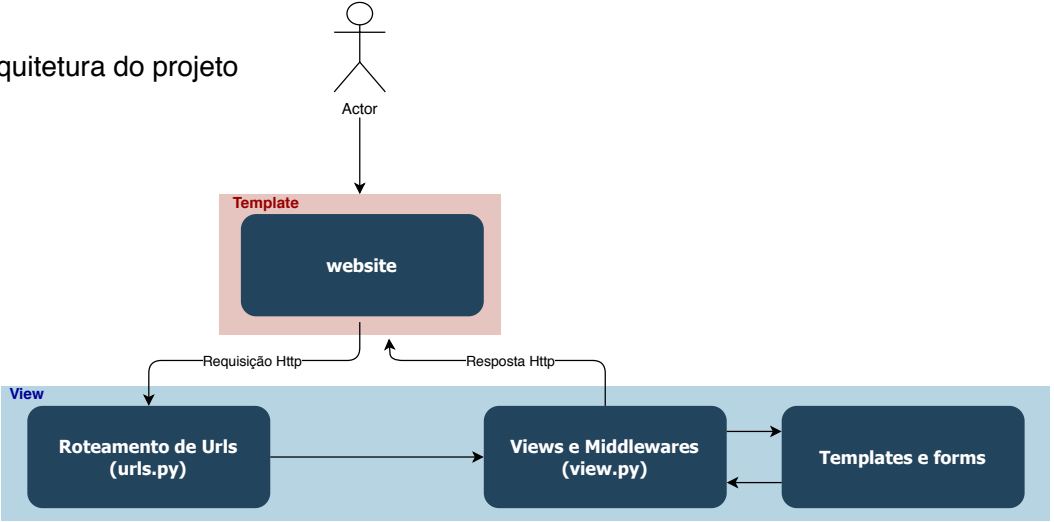 quitetura do projeto
Actor
Template
website
Requisição Http
Resposta Http
View
Roteamento de Urls
(urls.py)
Views e Middlewares
(view.py)
Templates e forms